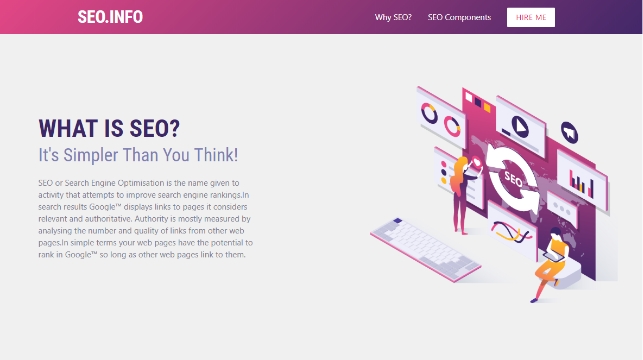 SEO.INFO
Why SEO?
SEO Components
HIRE ME
WHAT IS SEO?
It's Simpler Than You Think!
SEO or Search Engine Optimisation is the name given to
activity that attempts to improve search engine rankings.In
search results Google™ displays links to pages it considers
relevant and authoritative. Authority is mostly measured by
analysing the number and quality of links from other web
pages.In simple terms your web pages have the potential to
rank in Google™ so long as other web pages link to them.
SEO